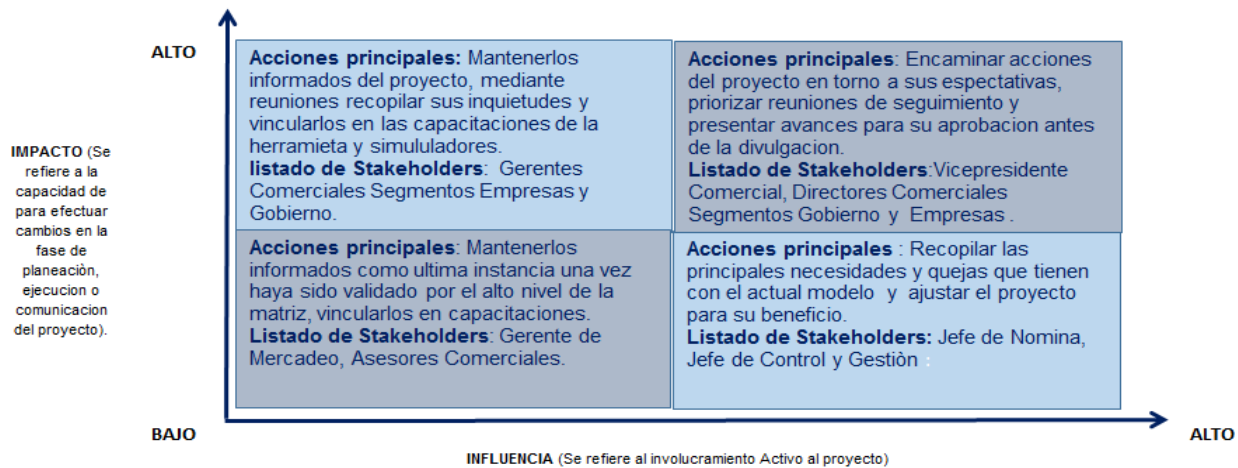 ALTO
Acciones principales: Mantenerlos
informados del proyecto, mediante
reuniones recopilar sus inquietudes y
vincularlos en las capacitaciones de la
herramieta y simululadores.
listado de Stakeholders: Gerentes
Comerciales Segmentos Empresas y
Gobierno.
Acciones principales: Encaminar acciones
del proyecto en torno a sus espectativas,
priorizar reuniones de seguimiento y
presentar avances para su aprobacion antes
de la divulgacion.
Listado de Stakeholders:Vicepresidente
Comercial, Directores Comerciales
Segmentos Gobierno y Empresas .
IMPACTO (Se
refiere a la
capacidad de
para efectuar
cambios en la
fase de
planeaciòn,
ejecucion o
comunicacion
del proyecto).
Acciones principales: Mantenerlos
informados como ultima instancia una vez
haya sido validado por el alto nivel de la
matriz, vincularlos en capacitaciones.
Listado de Stakeholders: Gerente de
Mercadeo, Asesores Comerciales.
Acciones principales : Recopilar las
principales necesidades y quejas que tienen
con el actual modelo y ajustar el proyecto
para su beneficio.
Listado de Stakeholders: Jefe de Nomina,
Jefe de Control y Gestiòn :
BAJO
ALTO
INFLUENCIA (Se refiere al involucramiento Activo al proyecto)